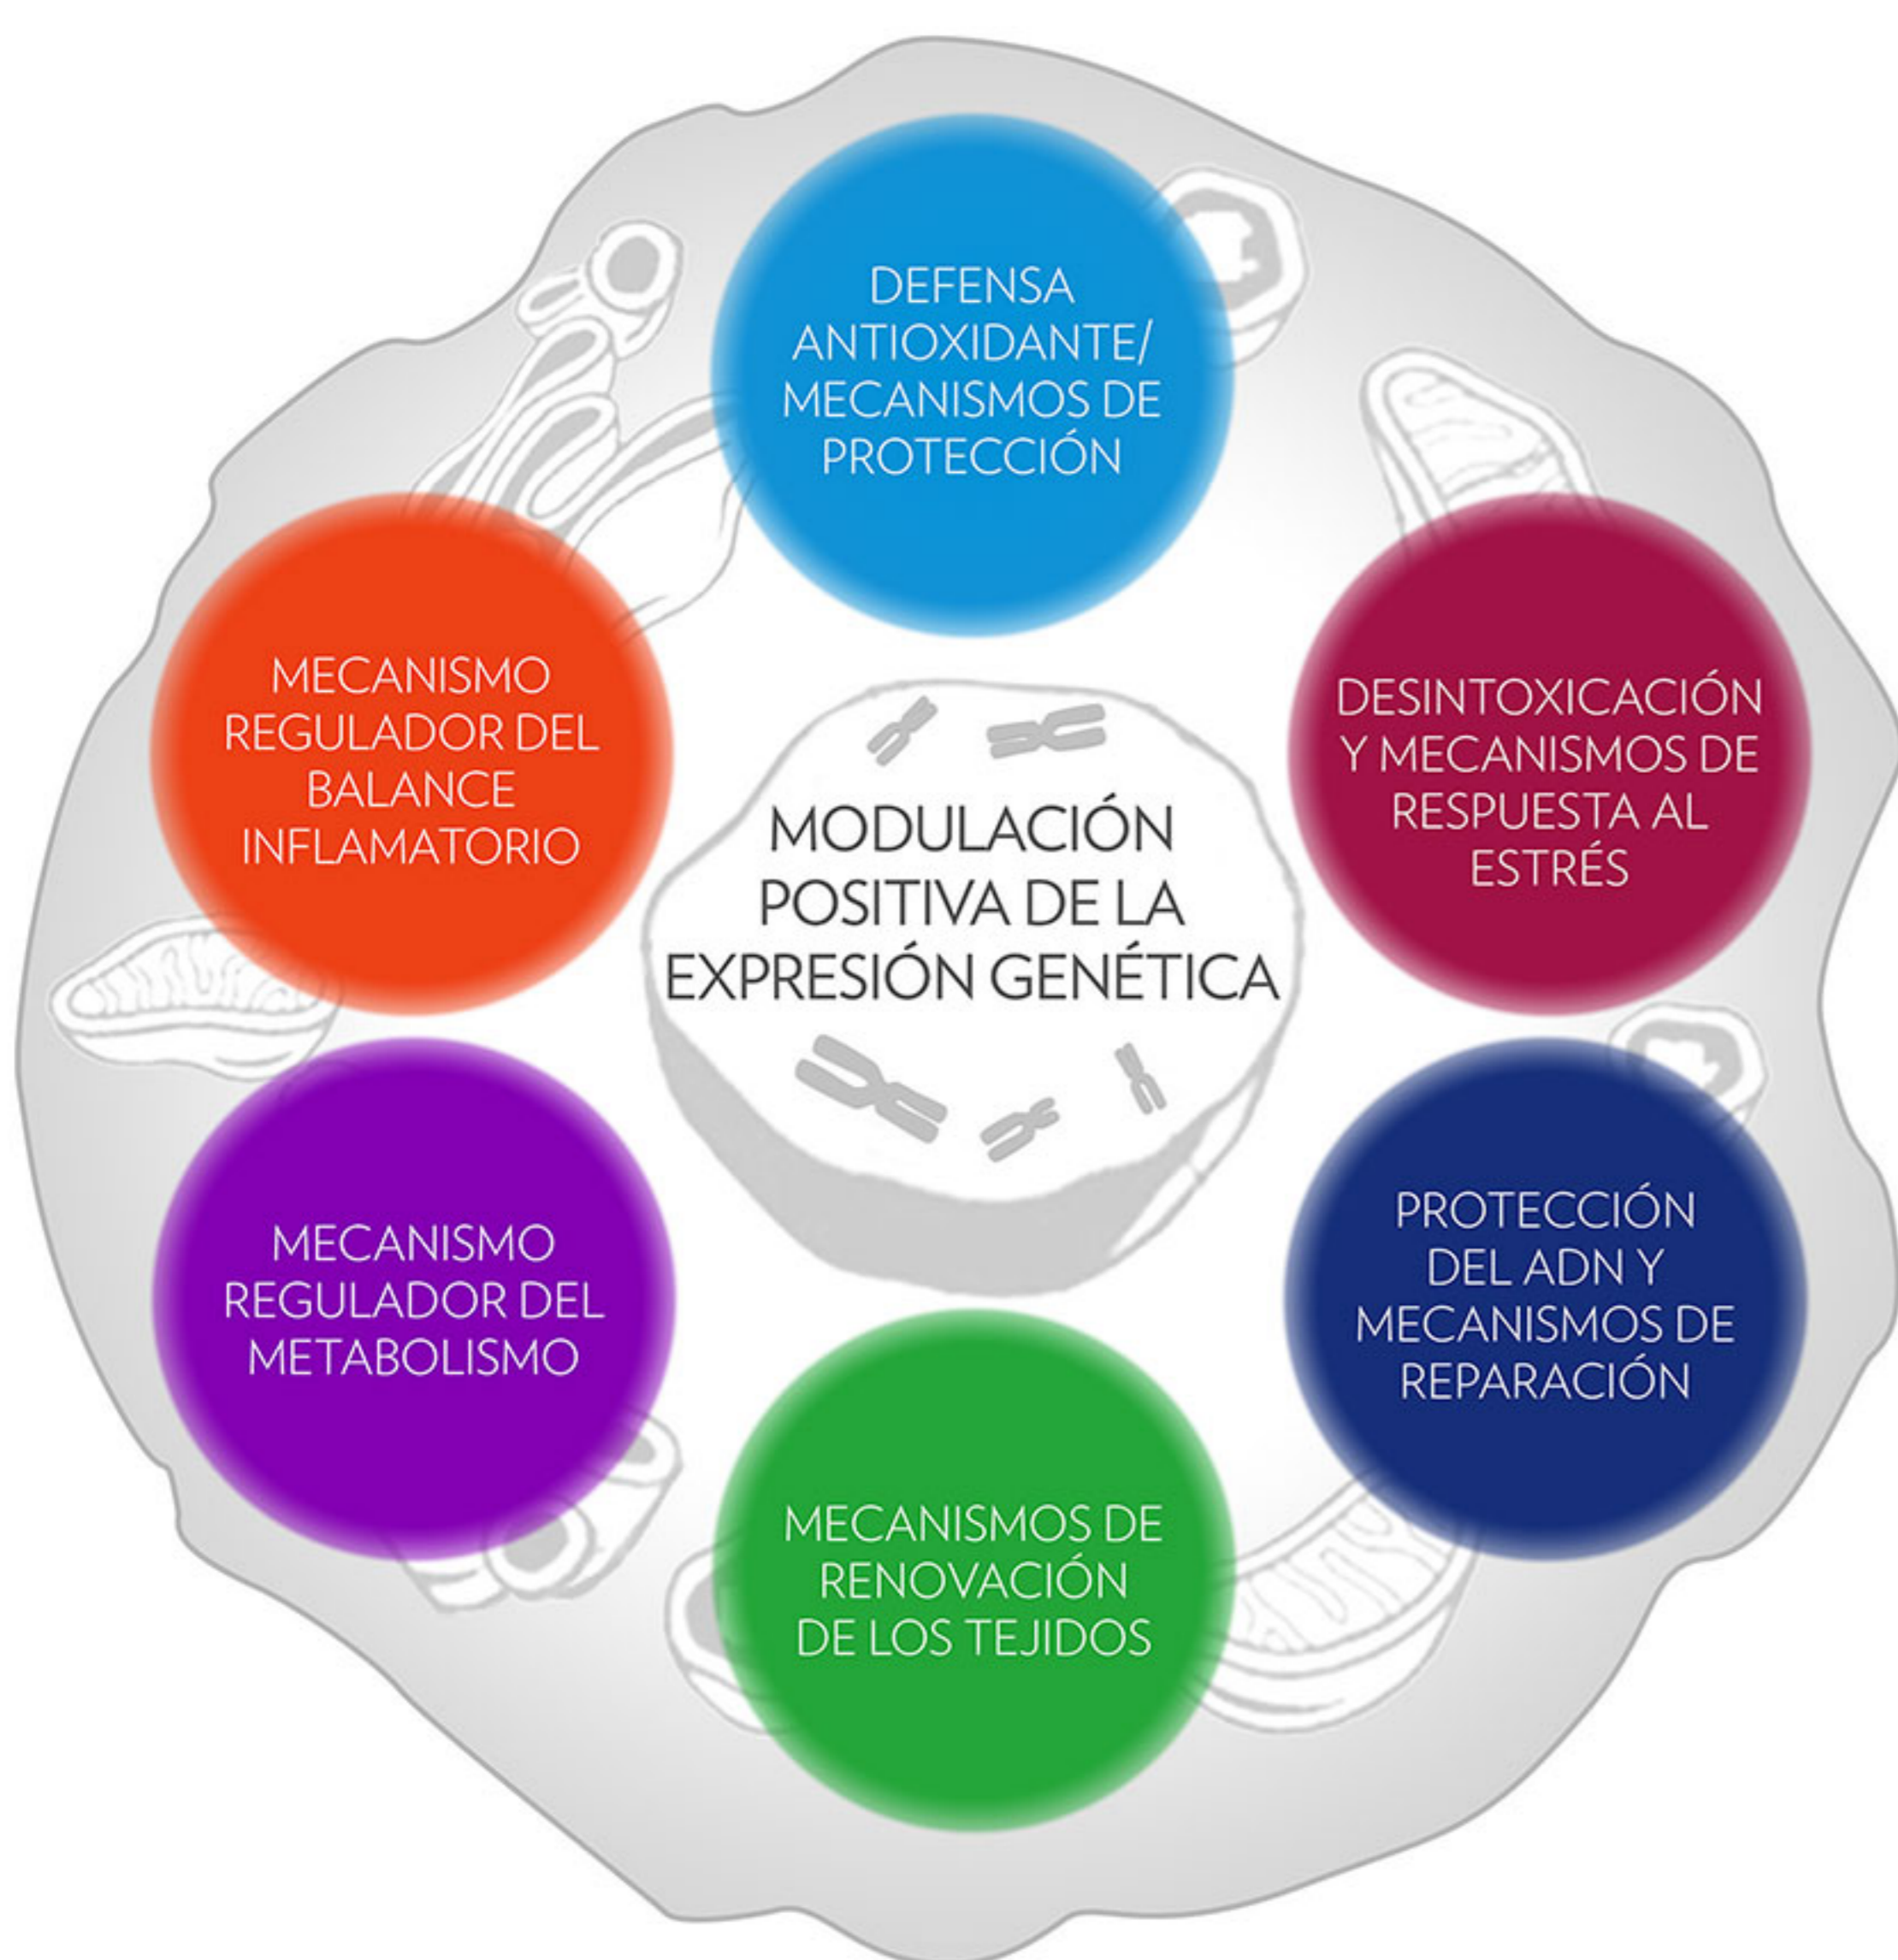 DEFENSA
ANTIOXIDANTE/
MECANISMOS DE
PROTECCIÓN
MECANISMO
REGULADOR DEL
BALANCE
INFLAMATORIO
DESINTOXICACIÓN
Y MECANISMOS DE
RESPUESTA AL
ESTRÉS
MODULACIÓN
POSITIVA DE LA
EXPRESIÓN GENÉTICA
MECANISMO
REGULADOR DEL
METABOLISMO
PROTECCIÓN
DEL ADN Y
MECANISMOS DE
REPARACIÓN
MECANISMOS DE
RENOVACIÓN
DE LOS TEJIDOS